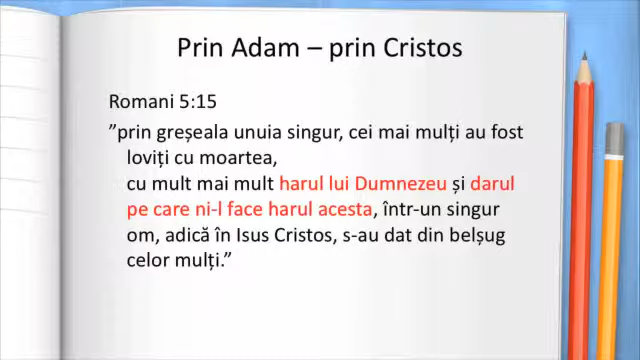 Prin Adam – prin Cristos
Romani 5:15
”prin greșeala unuia singur, cei mai mulți au fost
loviți cu moartea,
cu mult mai mult harul lui Dumnezeu și darul
pe care ni-l face harul acesta, într-un singur
om, adică în Isus Cristos, s-au dat din belșug
celor mulți.”